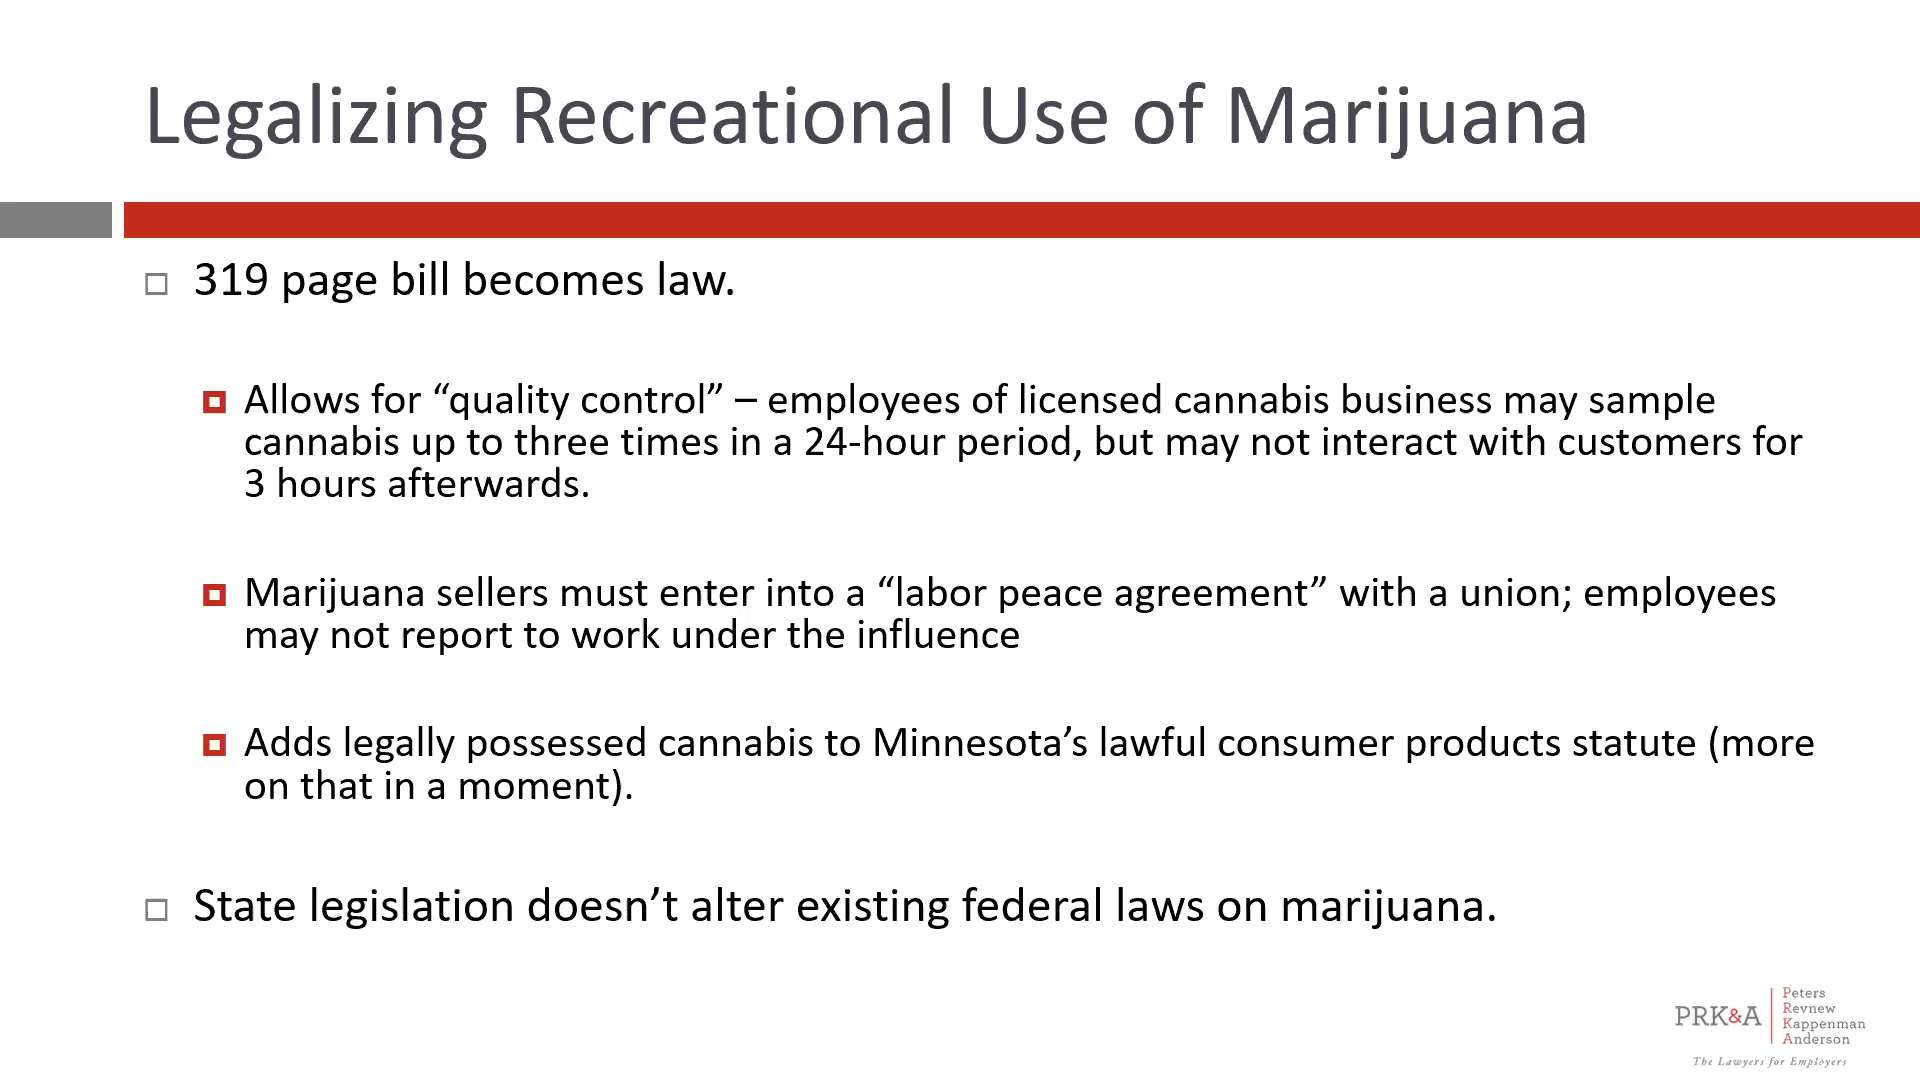 Legalizing Recreational Use of Marijuana
319 page bill becomes law.
Allows for “quality control” – employees of licensed cannabis business may sample
cannabis up to three times in a 24-hour period, but may not interact with customers for
3 hours afterwards.
Marijuana sellers must enter into a “labor peace agreement” with a union; employees
may not report to work under the influence
Adds legally possessed cannabis to Minnesota’s lawful consumer products statute (more
on that in a moment).
State legislation doesn’t alter existing federal laws on marijuana.
PRK&A
Peters
Revnew
Kappenman
Anderson
The Lawyers for Employers